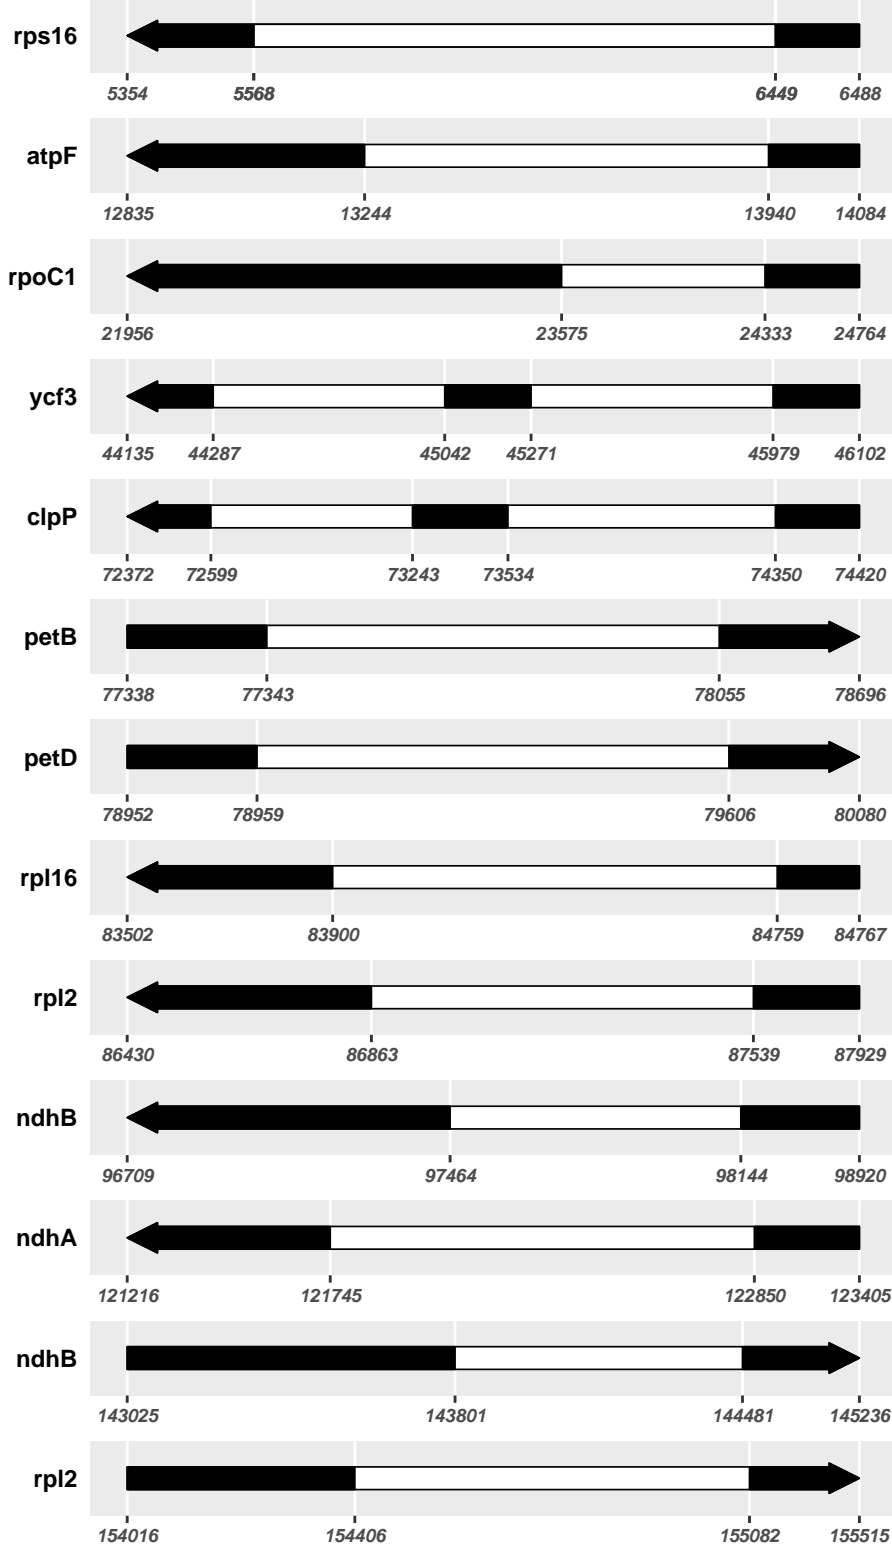 rps16
5354 5568 6449 6488
atpF
12835 13244 13940 14084
rpoC1
21956 23575 24333 24764
ycf3
44135 44287 45042 45271 45979 46102
clpP
72372 72599 73243 73534 74350 74420
petB
77338 77343 78055 78696
petD
78952 78959 79606 80080
rpl16
83502 83900 84759 84767
rpl2
86430 86863 87539 87929
ndhB
96709 97464 98144 98920
ndhA
121216 121745 122850 123405
ndhB
143025 143801 144481 145236
rpl2
154016 154406 155082 155515